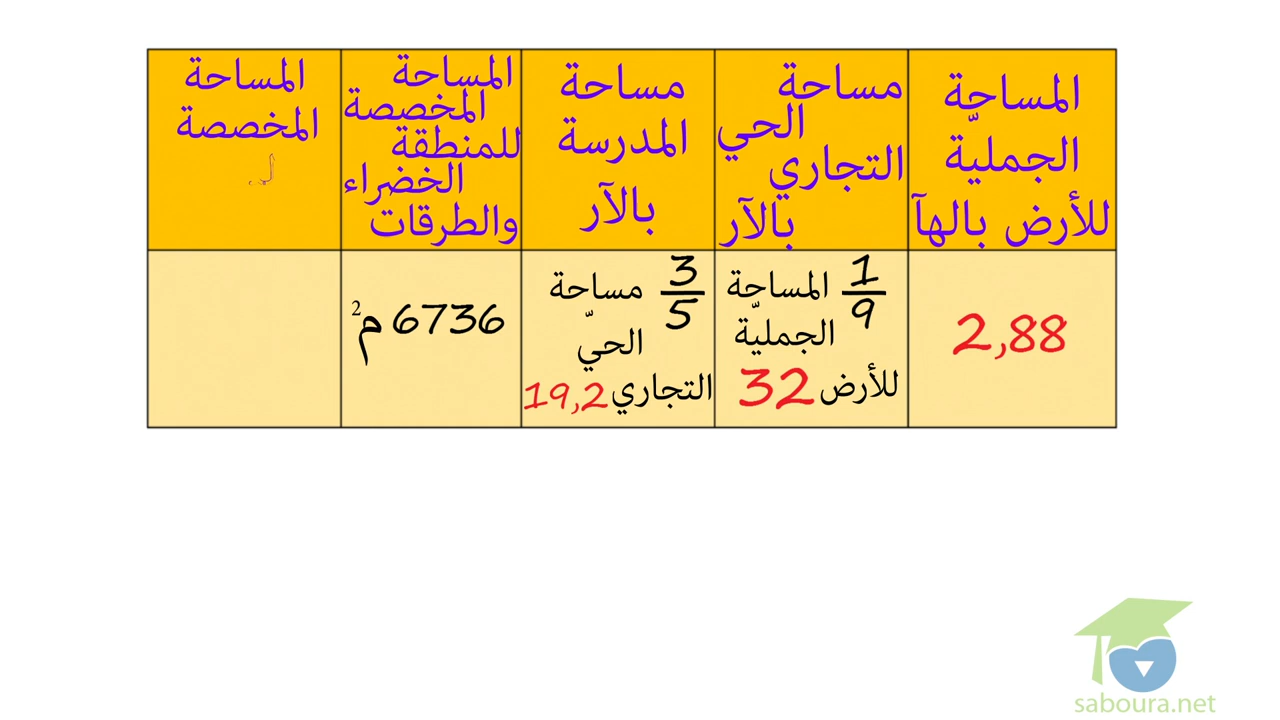 المساحة
الجمليّة
للأرض بالهآ
مساحة
الحي
التجاري
بالآر
مساحة
المدرسة
بالآر
المساحة
المخصصة
للمنطقة
الخضراء
والطرقات
المساحة
المخصصة
لـ
2,88
1/9 المساحة
الجمليّة
للأرض 32
3/5 مساحة
الحيّ
التجاري 19,2
6736 م²
saboura.net